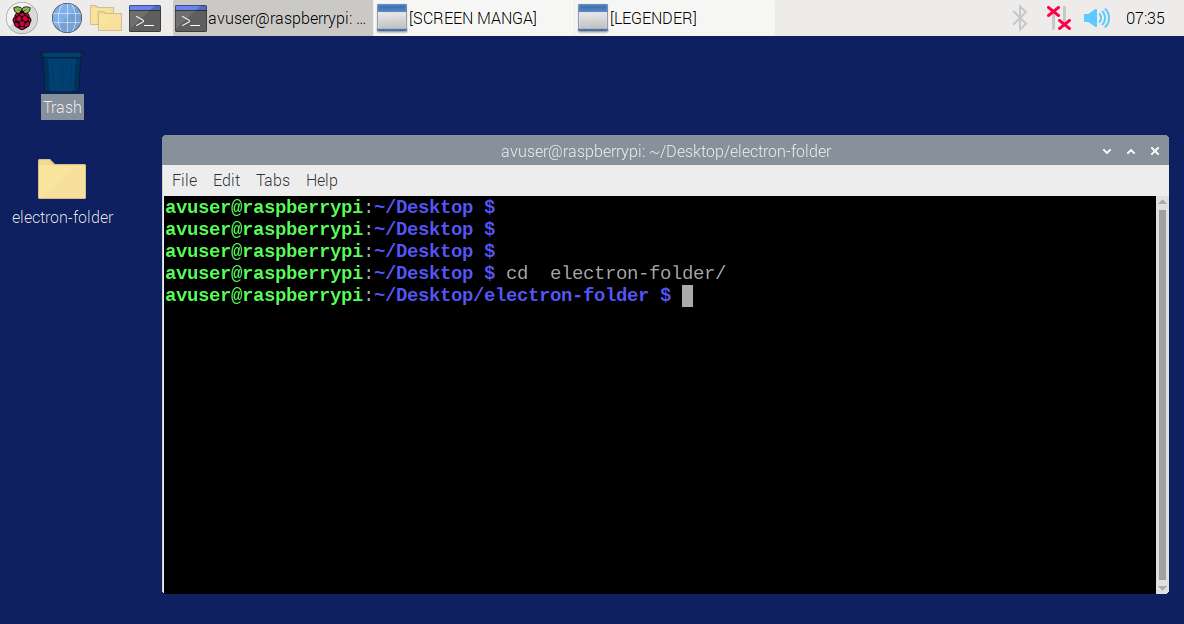 avuser@raspberrypi: ... [SCREEN MANGA] [LEGENDER] 07:35
Trash
electron-folder
avuser@raspberrypi: ~/Desktop/electron-folder
File Edit Tabs Help
avuser@raspberrypi:~/Desktop $
avuser@raspberrypi:~/Desktop $
avuser@raspberrypi:~/Desktop $
avuser@raspberrypi:~/Desktop $ cd  electron-folder/
avuser@raspberrypi:~/Desktop/electron-folder $